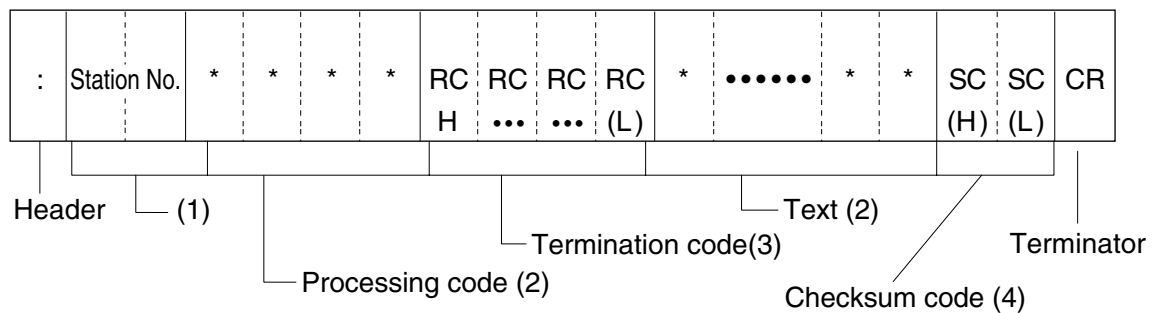 : Station No. * * * * RC RC RC RC * •••••• * * SC SC CR
H ••• ••• (L) (H) (L)
Header (1) Text (2)
Termination code(3) Terminator
Processing code (2)
Checksum code (4)